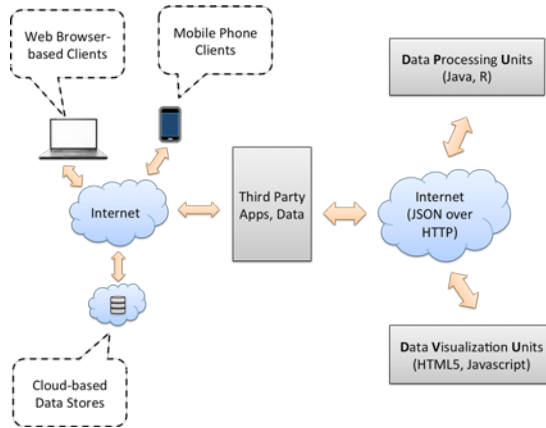 Web Browser-
based Clients
Mobile Phone
Clients
Data Processing Units
(Java, R)
Internet
Third Party
Apps, Data
Internet
(JSON over
HTTP)
Cloud-based
Data Stores
Data Visualization Units
(HTML5, Javascript)